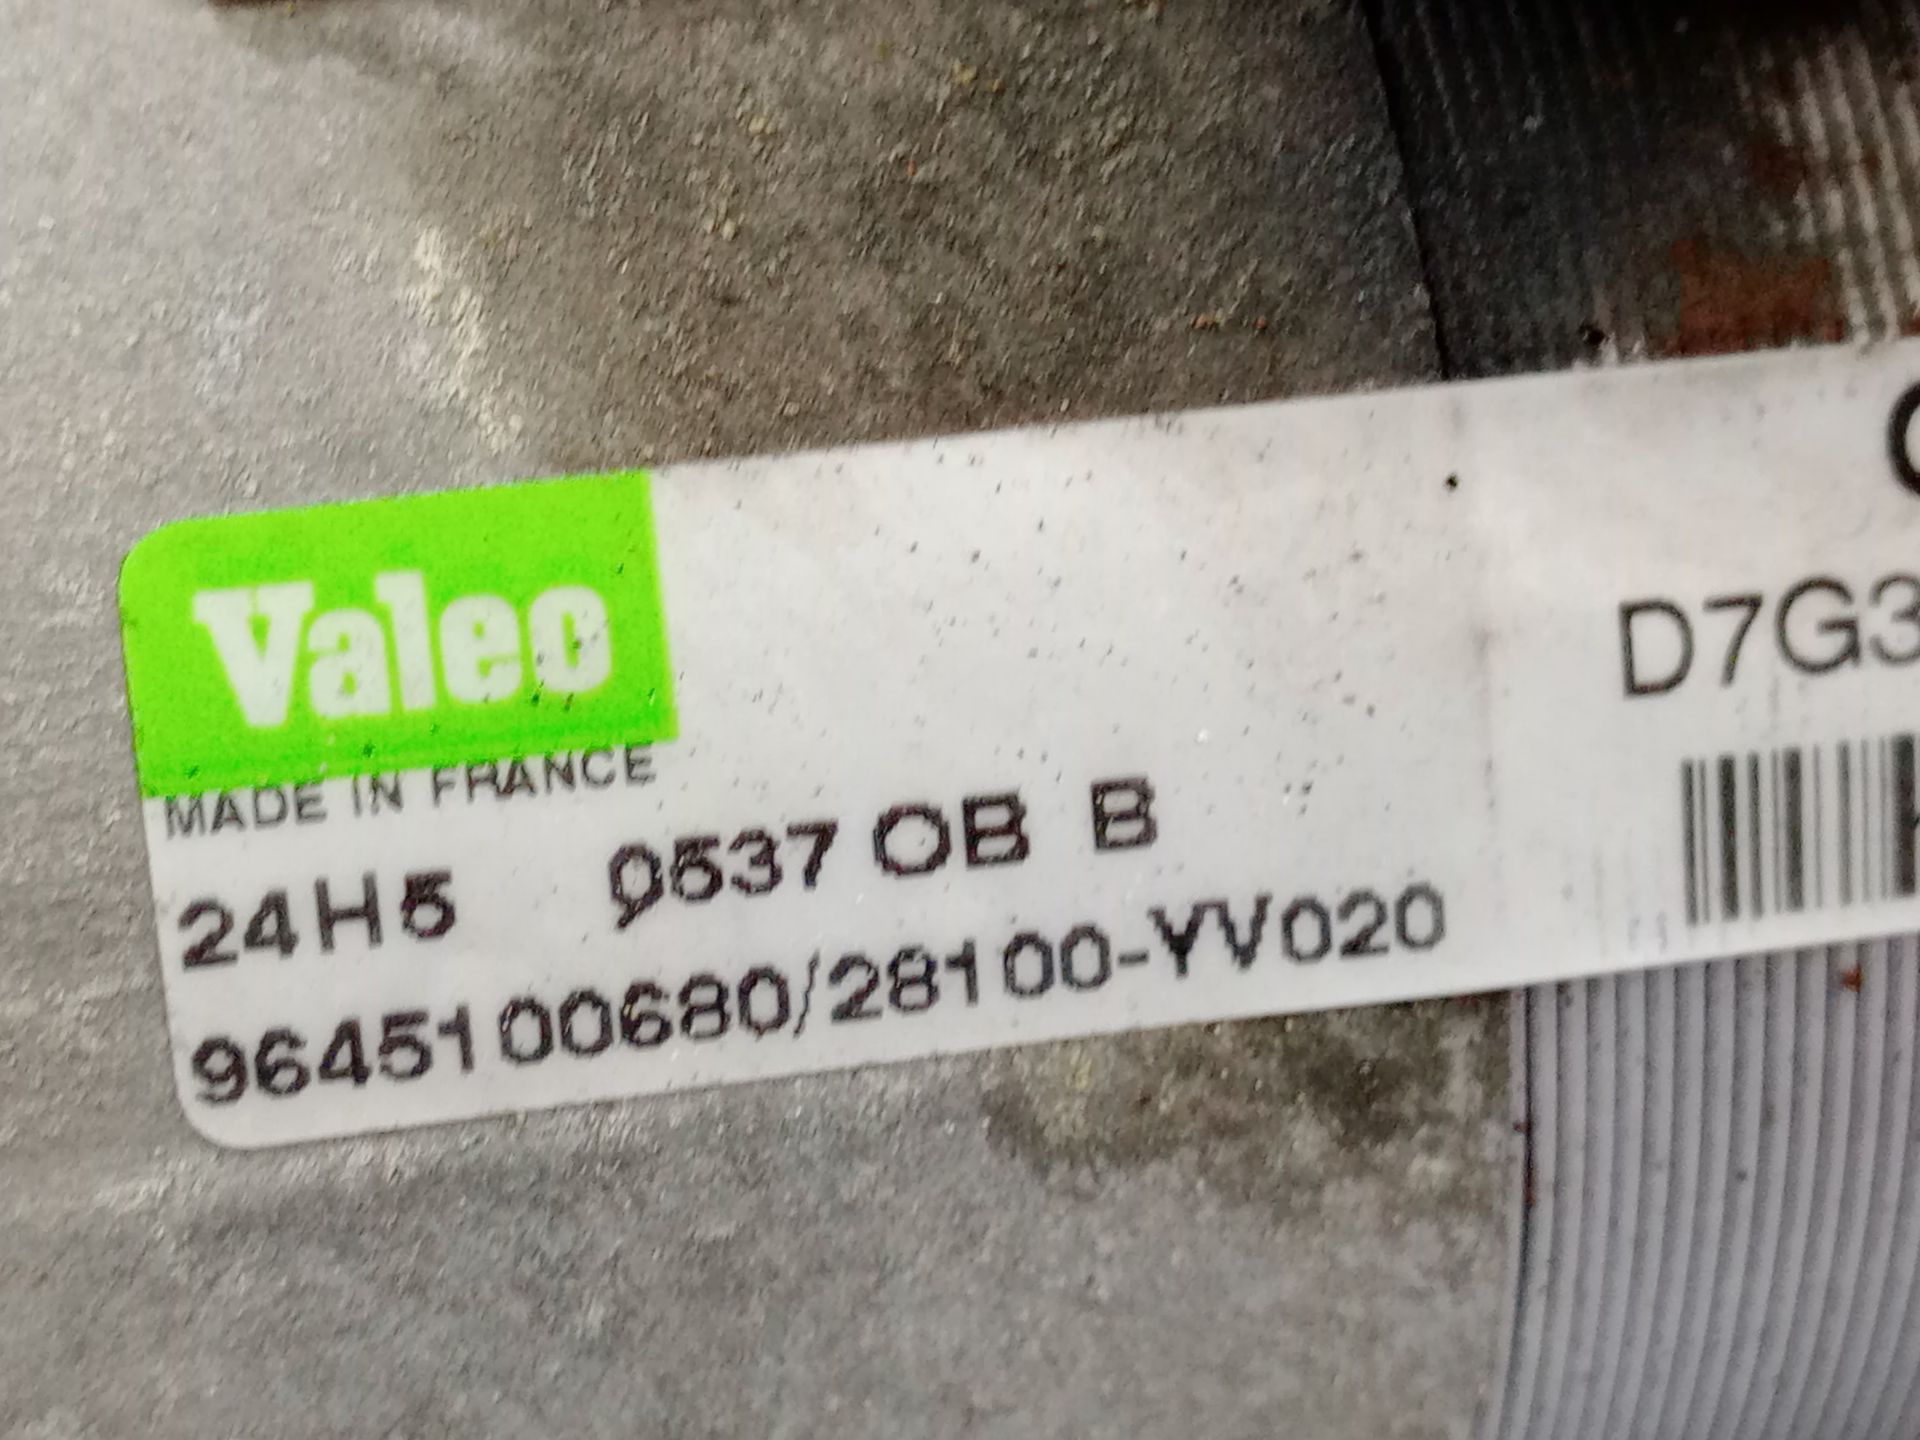 Valeo
D7G3
MADE IN FRANCE
24H5 0537 OB B
9645100680/28100-YV020